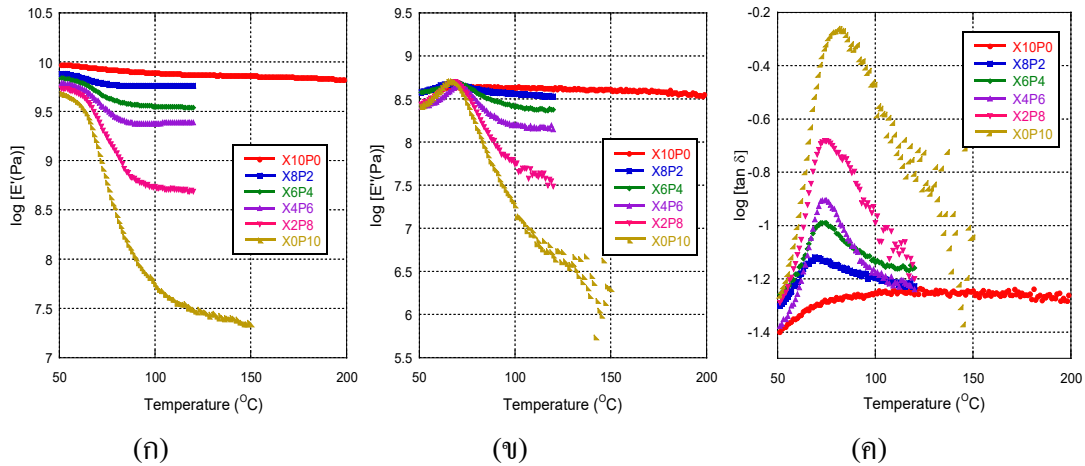 10.5
10
9.5
9
8.5
8
7.5
7
50
100
150
200
log [E'(Pa)]
Temperature (°C)
X10P0
X8P2
X6P4
X4P6
X2P8
X0P10
(ก)
9.5
9
8.5
8
7.5
7
6.5
6
5.5
50
100
150
200
log [E''(Pa)]
Temperature (°C)
X10P0
X8P2
X6P4
X4P6
X2P8
X0P10
(ข)
-0.2
-0.4
-0.6
-0.8
-1
-1.2
-1.4
50
100
150
200
log [tan δ]
Temperature (°C)
X10P0
X8P2
X6P4
X4P6
X2P8
X0P10
(ค)